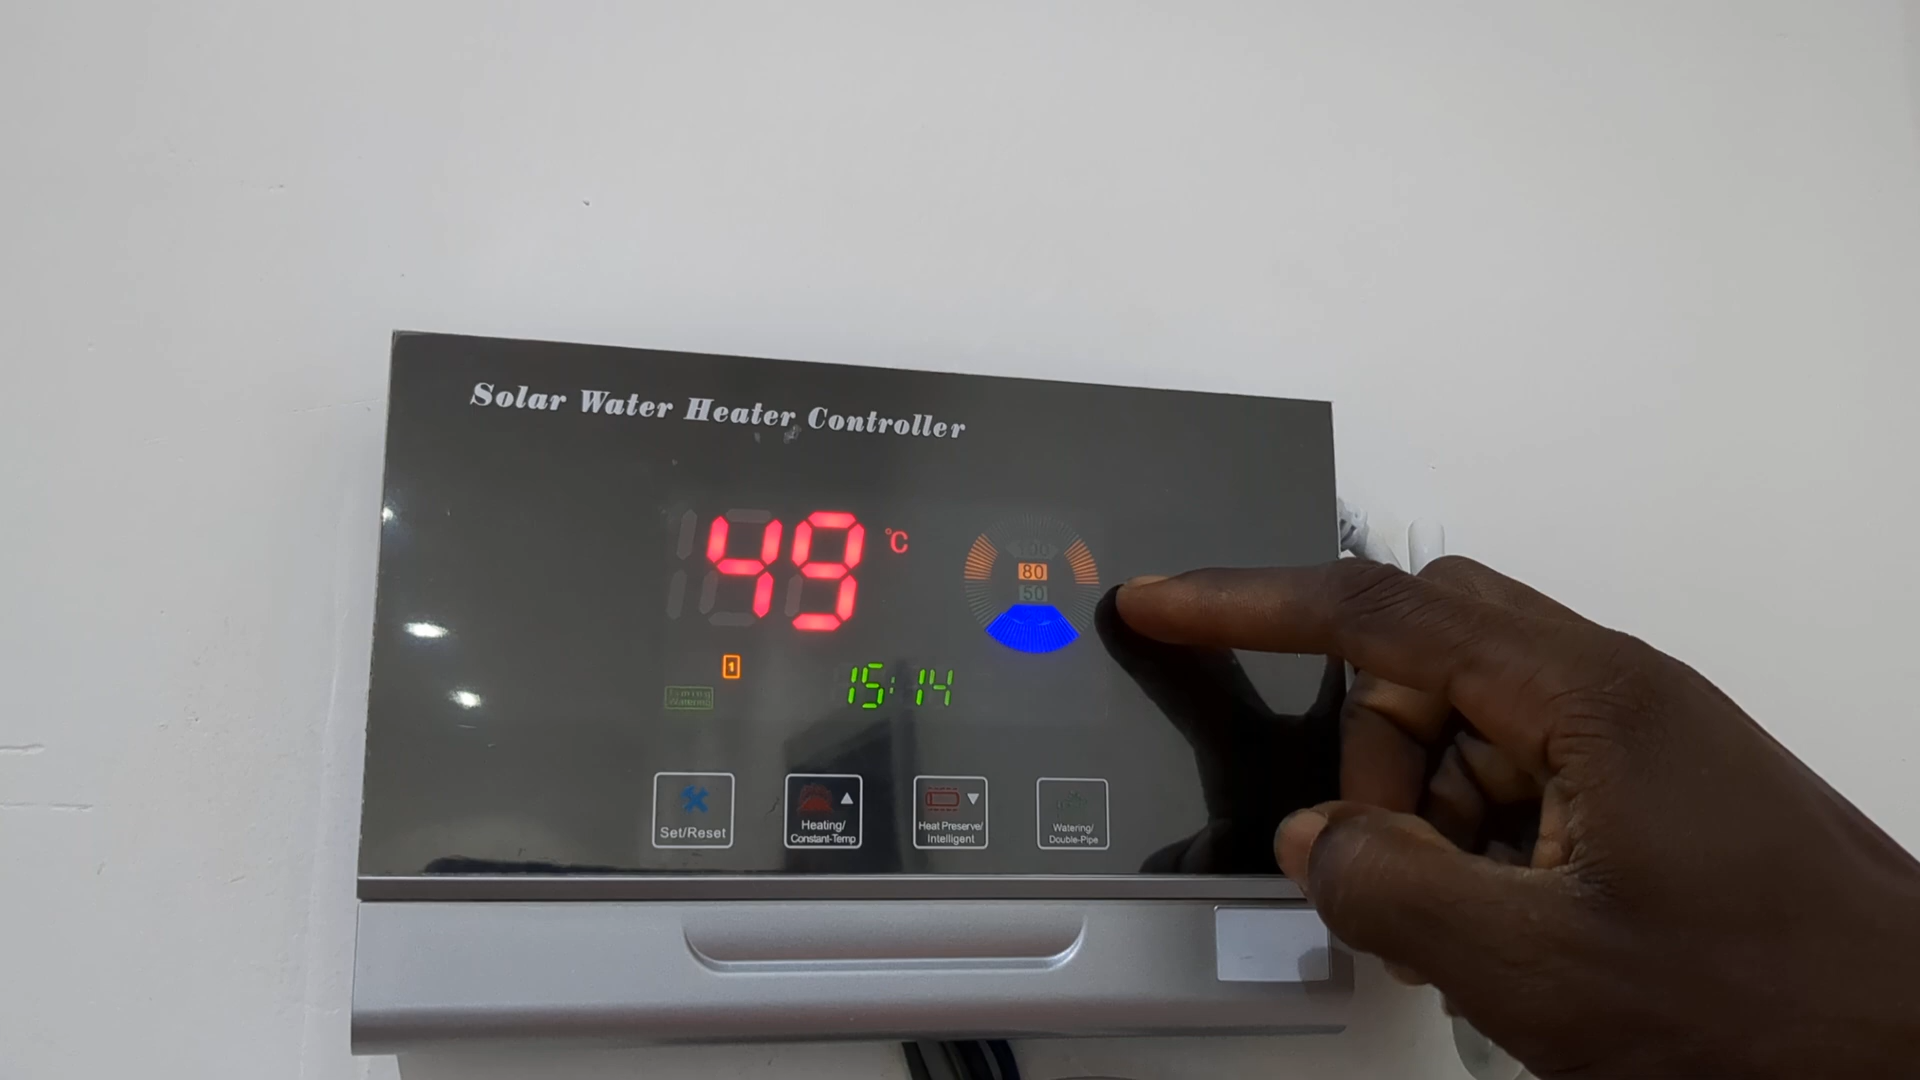 Solar Water Heater Controller
49 °C
100
80
50
1
15:14
Set/Reset
Heating/
Constant-Temp
Heat Preserve/
Intelligent
Watering/
Double-Pipe